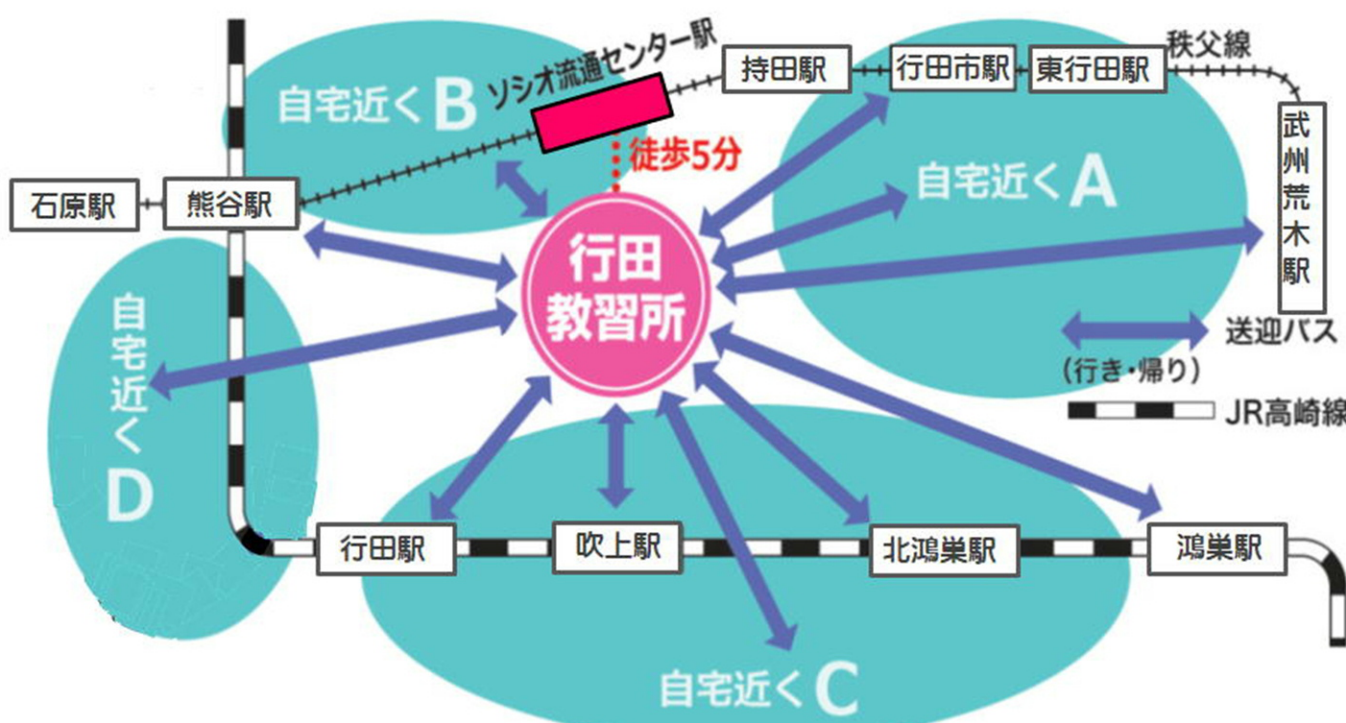 秩父線
ソシオ流通センター駅
持田駅
行田市駅
東行田駅
自宅近くB
徒歩5分
武州荒木駅
自宅近くA
石原駅
熊谷駅
行田
教習所
自宅近くD
送迎バス
(行き・帰り)
JR高崎線
行田駅
吹上駅
北鴻巣駅
鴻巣駅
自宅近くC